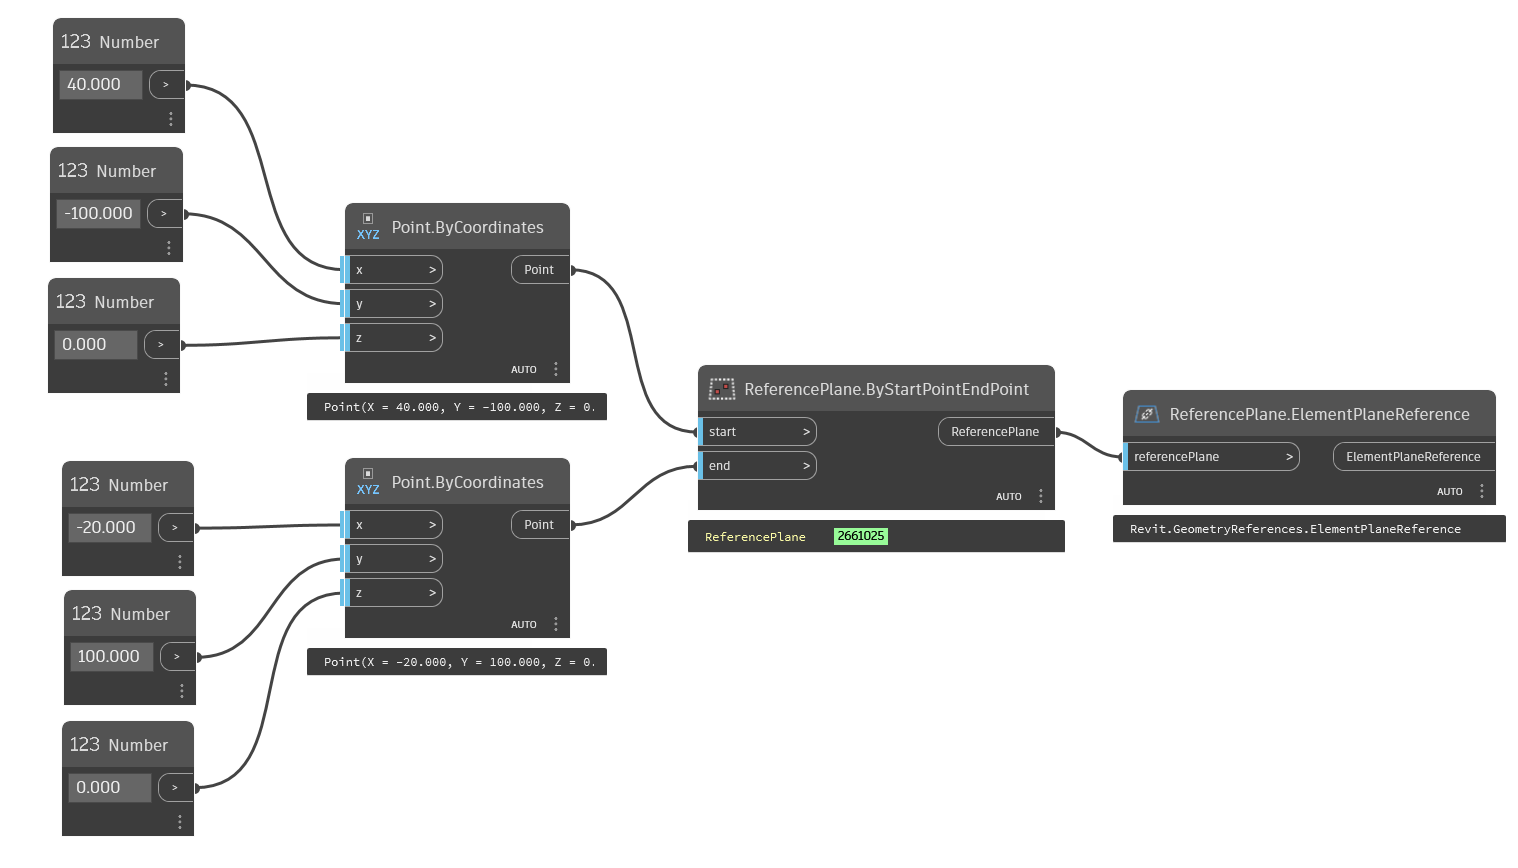 123 Number
40.000 >
123 Number
-100.000 >
123 Number
0.000 >
XYZ Point.ByCoordinates
x > Point
y >
z >
AUTO
Point(X = 40.000, Y = -100.000, Z = 0.
123 Number
-20.000 >
123 Number
100.000 >
123 Number
0.000 >
XYZ Point.ByCoordinates
x > Point
y >
z >
AUTO
Point(X = -20.000, Y = 100.000, Z = 0.
ReferencePlane.ByStartPointEndPoint
start > ReferencePlane
end >
AUTO
ReferencePlane 2661025
ReferencePlane.ElementPlaneReference
referencePlane > ElementPlaneReference
AUTO
Revit.GeometryReferences.ElementPlaneReference